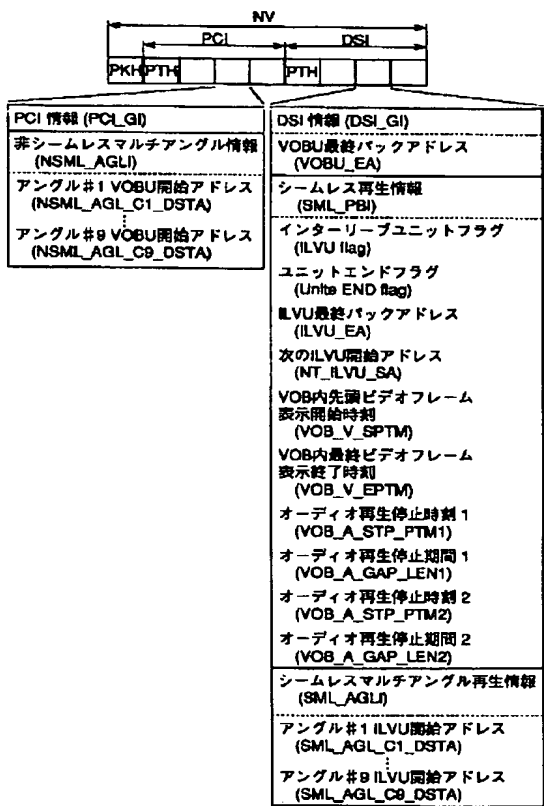 NV
PCI
DSI
PKH PTH PTH
PCI 情報 (PCI_GI)
非シームレスマルチアングル情報
(NSML_AGLI)
アングル#1 VOBU開始アドレス
(NSML_AGL_C1_DSTA)
アングル#9 VOBU開始アドレス
(NSML_AGL_C9_DSTA)
DSI 情報 (DSI_GI)
VOBU最終パックアドレス
(VOBU_EA)
シームレス再生情報
(SML_PBI)
インターリーブユニットフラグ
(ILVU flag)
ユニットエンドフラグ
(Unite END flag)
ILVU最終パックアドレス
(ILVU_EA)
次のILVU開始アドレス
(NT_ILVU_SA)
VOB内先頭ビデオフレーム
表示開始時刻
(VOB_V_SPTM)
VOB内最終ビデオフレーム
表示終了時刻
(VOB_V_EPTM)
オーディオ再生停止時刻 1
(VOB_A_STP_PTM1)
オーディオ再生停止期間 1
(VOB_A_GAP_LEN1)
オーディオ再生停止時刻 2
(VOB_A_STP_PTM2)
オーディオ再生停止期間 2
(VOB_A_GAP_LEN2)
シームレスマルチアングル再生情報
(SML_AGLI)
アングル#1 ILVU開始アドレス
(SML_AGL_C1_DSTA)
アングル#9 ILVU開始アドレス
(SML_AGL_C9_DSTA)